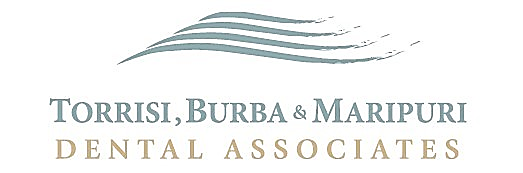 TORRISI, BURBA & MARIPURI
DENTAL ASSOCIATES